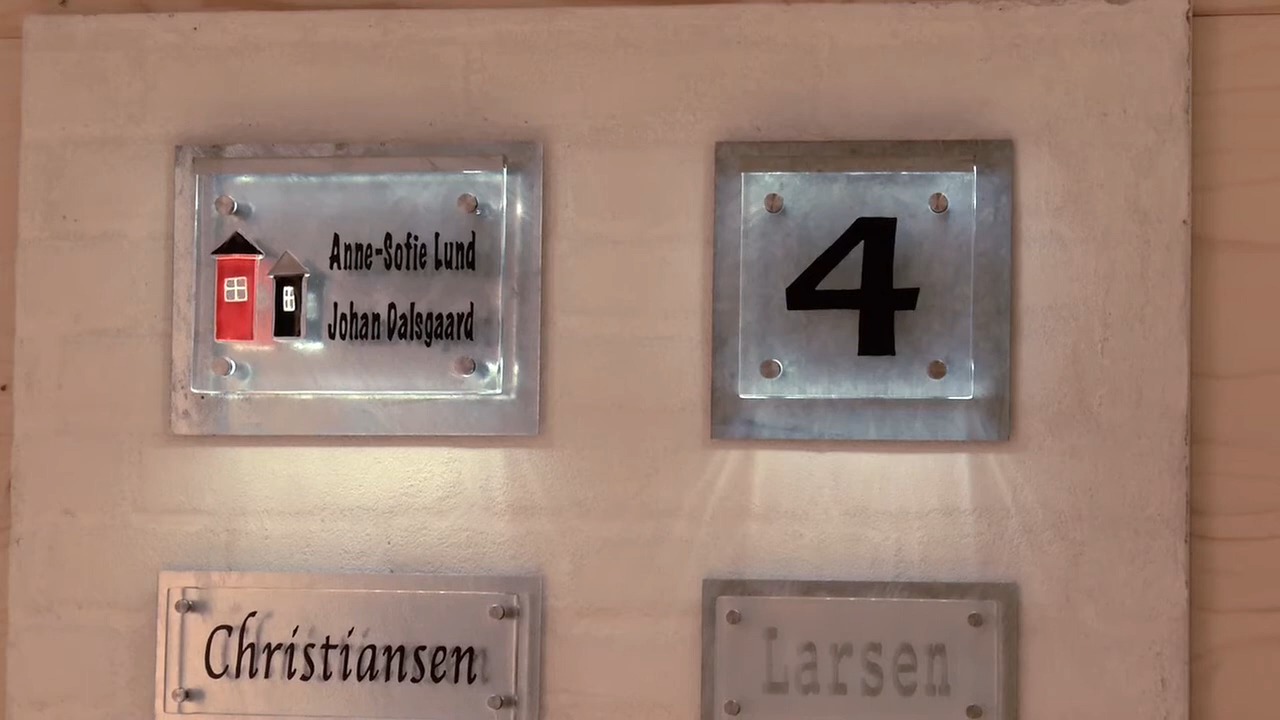 Anne-Sofie Lund
Johan Dalsgaard
4
Christiansen
Larsen